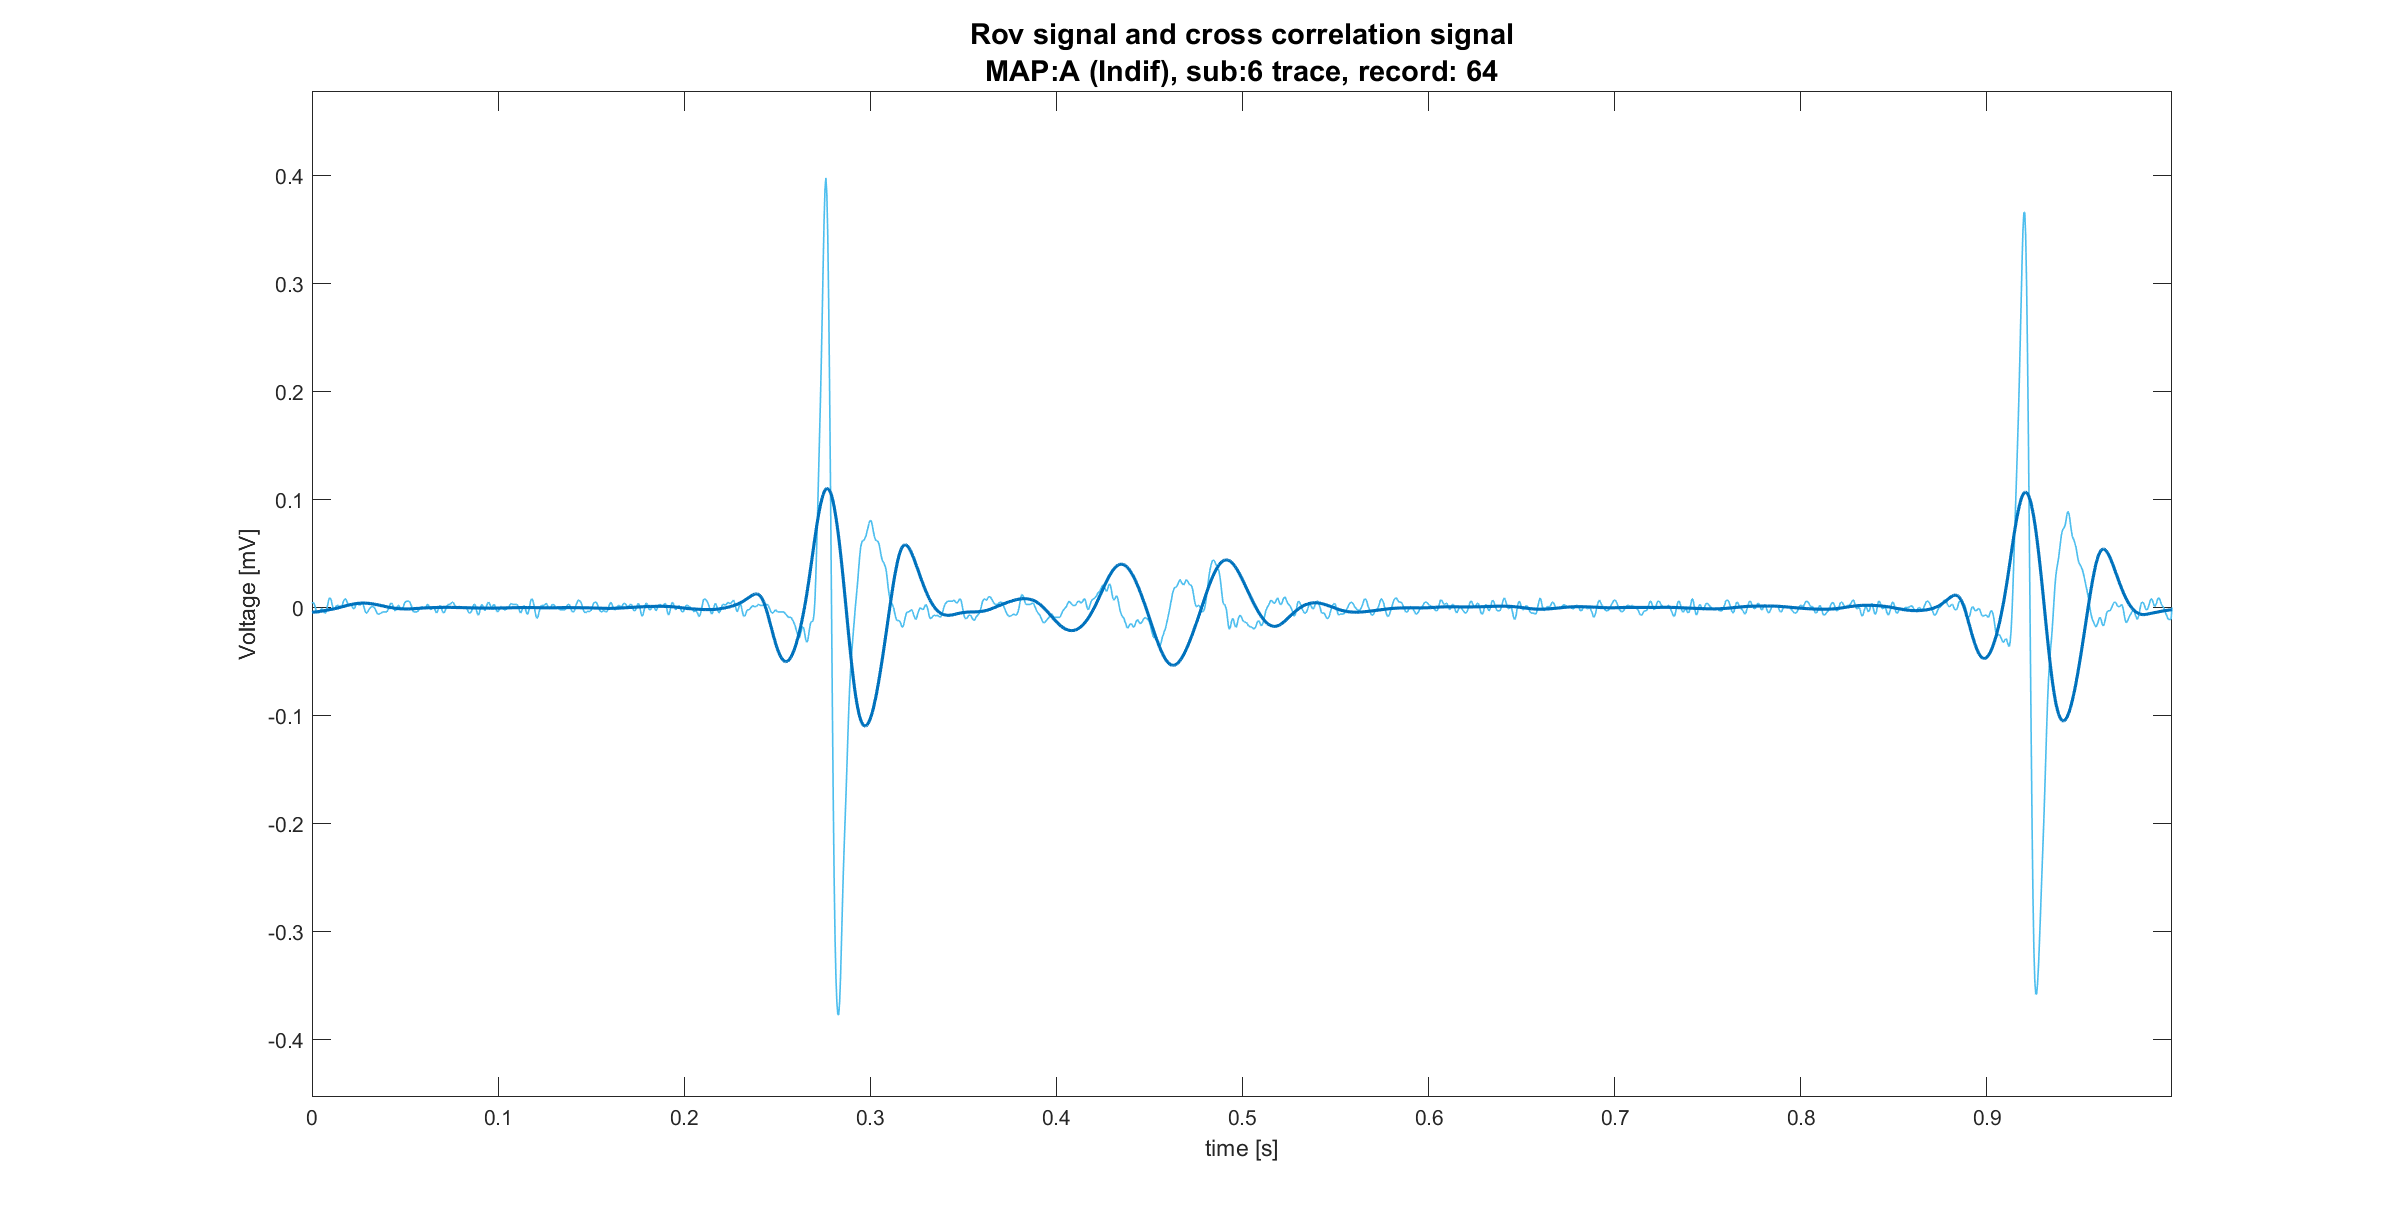 Rov signal and cross correlation signal
MAP:A (Indif), sub:6 trace, record: 64
Voltage [mV]
0.4
0.3
0.2
0.1
0
-0.1
-0.2
-0.3
-0.4
0 0.1 0.2 0.3 0.4 0.5 0.6 0.7 0.8 0.9
time [s]